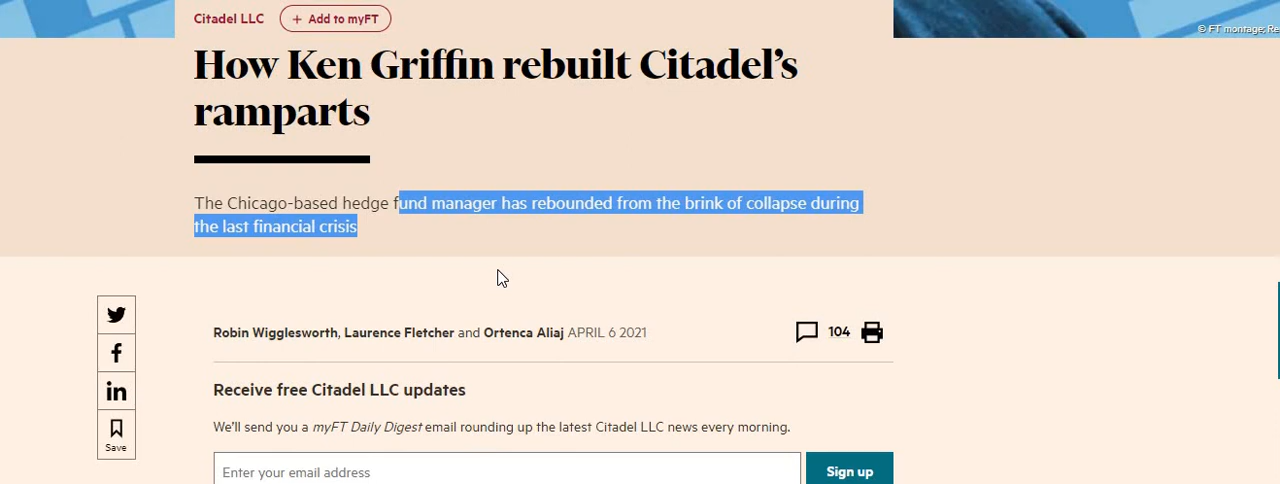 Citadel LLC + Add to myFT
© FT montage; Re
How Ken Griffin rebuilt Citadel's
ramparts
The Chicago-based hedge fund manager has rebounded from the brink of collapse during
the last financial crisis
Robin Wigglesworth, Laurence Fletcher and Ortenca Aliaj APRIL 6 2021
104
Receive free Citadel LLC updates
We'll send you a myFT Daily Digest email rounding up the latest Citadel LLC news every morning.
Enter your email address
Sign up
in
Save